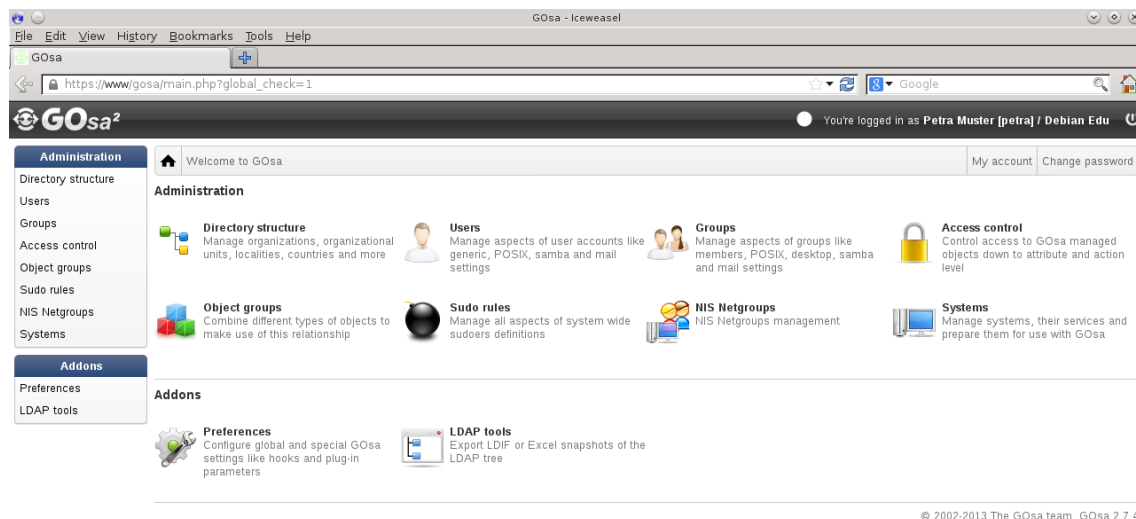 GOsa - Iceweasel
File Edit View History Bookmarks Tools Help
GOsa
https://www/gosa/main.php?global_check=1
Google
GOsa²
You're logged in as Petra Muster [petra] / Debian Edu
Administration
Directory structure
Users
Groups
Access control
Object groups
Sudo rules
NIS Netgroups
Systems
Addons
Preferences
LDAP tools
Welcome to GOsa
My account
Change password
Administration
Directory structure
Manage organizations, organizational
units, localities, countries and more
Users
Manage aspects of user accounts like
generic, POSIX, samba and mail
settings
Groups
Manage aspects of groups like
members, POSIX, desktop, samba
and mail settings
Access control
Control access to GOsa managed
objects down to attribute and action
level
Object groups
Combine different types of objects to
make use of this relationship
Sudo rules
Manage all aspects of system wide
sudoers definitions
NIS Netgroups
NIS Netgroups management
Systems
Manage systems, their services and
prepare them for use with GOsa
Addons
Preferences
Configure global and special GOsa
settings like hooks and plug-in
parameters
LDAP tools
Export LDIF or Excel snapshots of the
LDAP tree
© 2002-2013 The GOsa team, GOsa 2.7.4